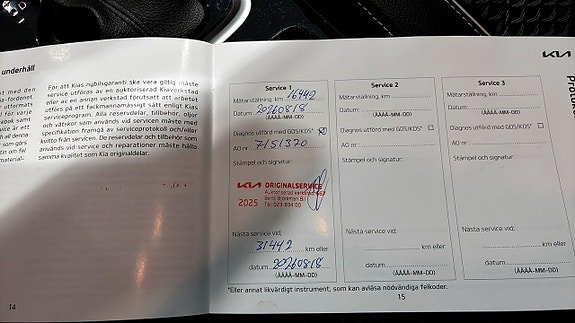 underhåll
För att Kias nybilsgaranti ska vara giltig måste
service utföras av en auktoriserad Kiaverkstad
eller av en annan verkstad förutsatt att arbetet
utförs på ett fackmannamässigt sätt enligt Kias
serviceprogram. Alla reservdelar, tillbehör, oljor
och vätskor som används vid servicen måste med
specifikation framgå av serviceprotokoll och/eller
kvitto från servicen. De reservdelar och tillbehör som
används vid service och reparationer måste hålla
samma kvalitet som Kia originaldelar.
14
KIA
Service 1
Mätarställning, km 16942
Datum: 20260818
(ÅÅÅÅ-MM-DD)
Diagnos utförd med GDS/KDS*
AO nr 7151320
Stämpel och signatur:
KIA ORIGINALSERVICE
2025
Nästa service vid;
31442 km eller
datum 20260818
(ÅÅÅÅ-MM-DD)
Service 2
Mätarställning, km
Datum:
(ÅÅÅÅ-MM-DD)
Diagnos utförd med GDS/KDS*
AO nr
Stämpel och signatur:
Nästa service vid;
km eller
datum
(ÅÅÅÅ-MM-DD)
Service 3
Mätarställning, km
Datum:
(ÅÅÅÅ-MM-DD)
Diagnos utförd med GDS/KDS*
AO nr
Stämpel och signatur:
Nästa service vid;
km eller
datum
(ÅÅÅÅ-MM-DD)
*Eller annat likvärdigt instrument, som kan avläsa nödvändiga felkoder.
15